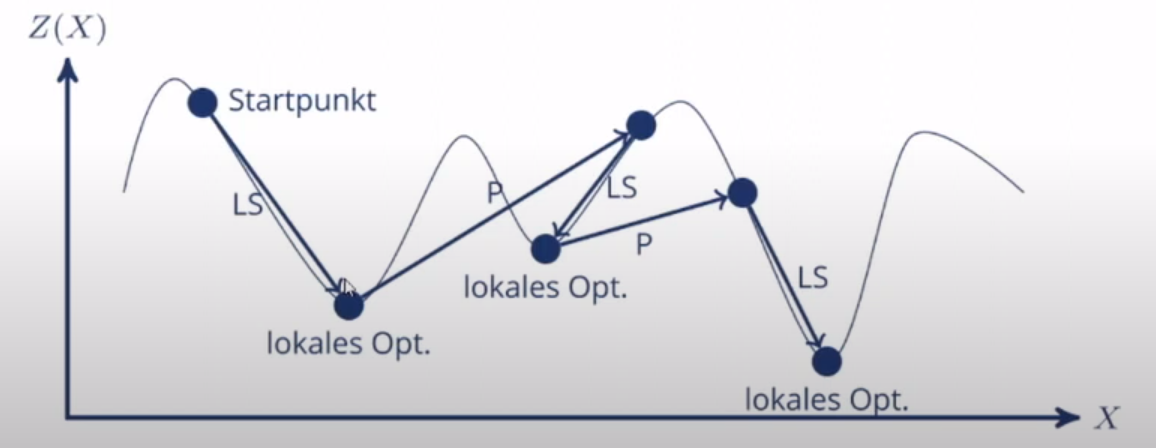 Z(X)
Startpunkt
LS
P
LS
P
lokales Opt.
LS
lokales Opt.
lokales Opt.
X